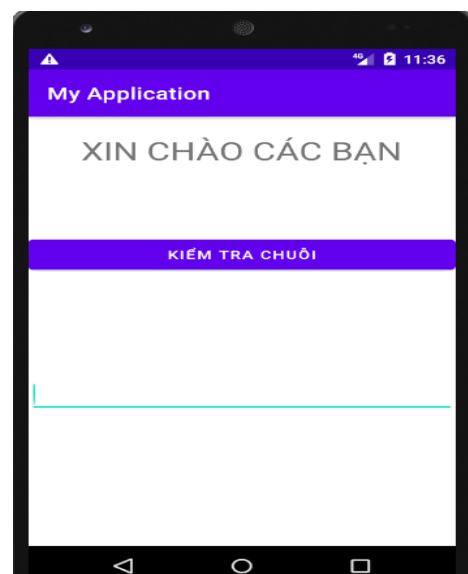 4G 11:36
My Application
XIN CHÀO CÁC BẠN
KIỂM TRA CHUỖI